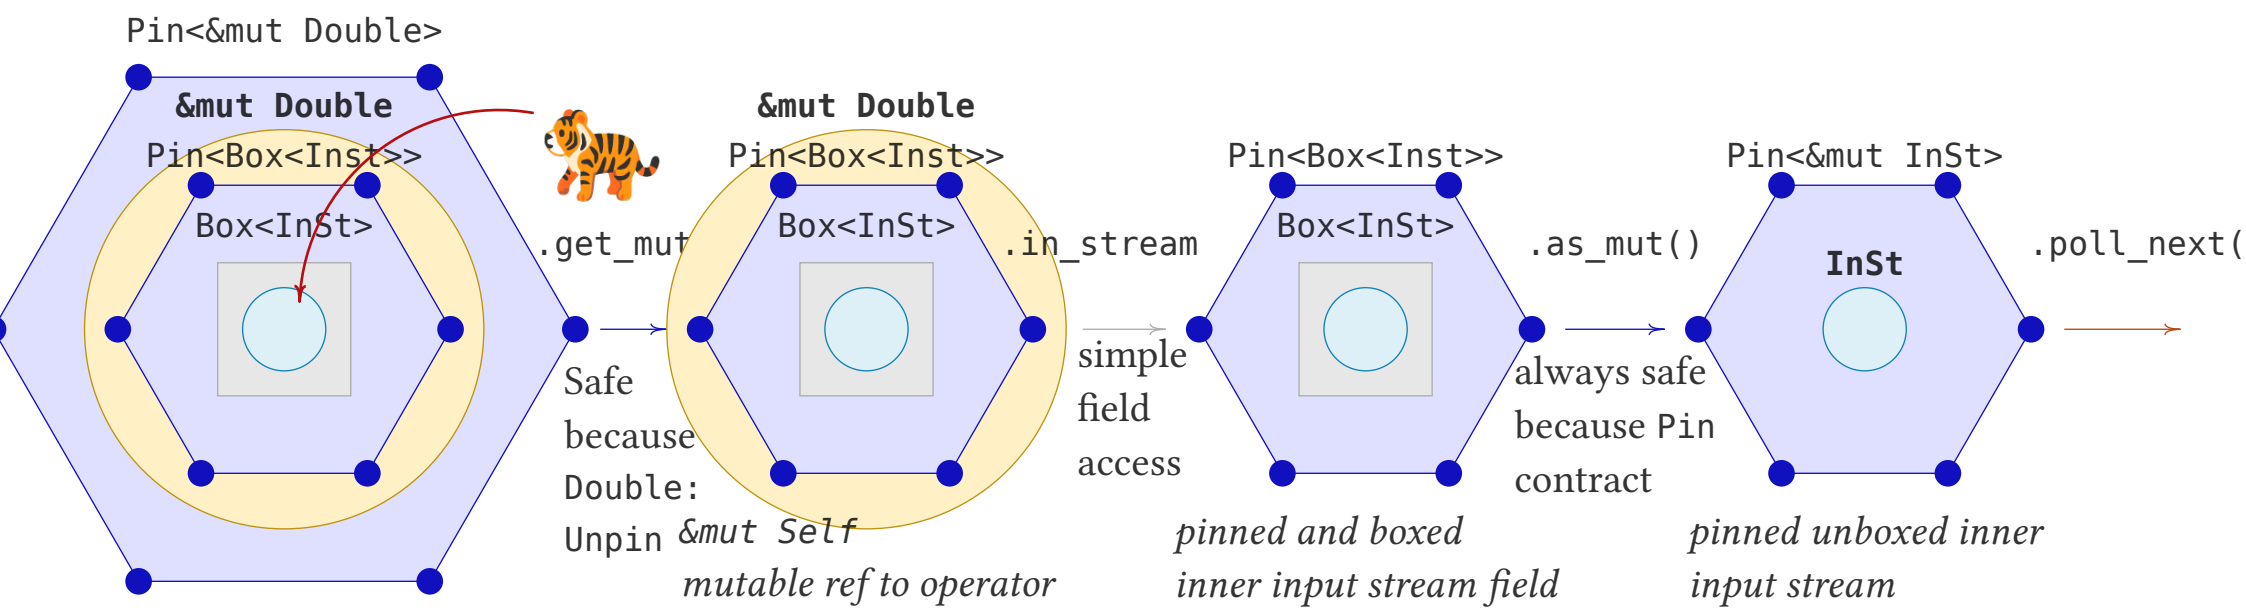 Pin<&mut Double>
&mut Double
Pin<Box<Inst>>
Box<InSt>
.get_mut
Safe
because
Double:
Unpin
&mut Double
Pin<Box<Inst>>
Box<InSt>
&mut Self
mutable ref to operator
.in_stream
simple
field
access
Pin<Box<Inst>>
Box<InSt>
pinned and boxed
inner input stream field
.as_mut()
always safe
because Pin
contract
Pin<&mut InSt>
InSt
pinned unboxed inner
input stream
.poll_next(